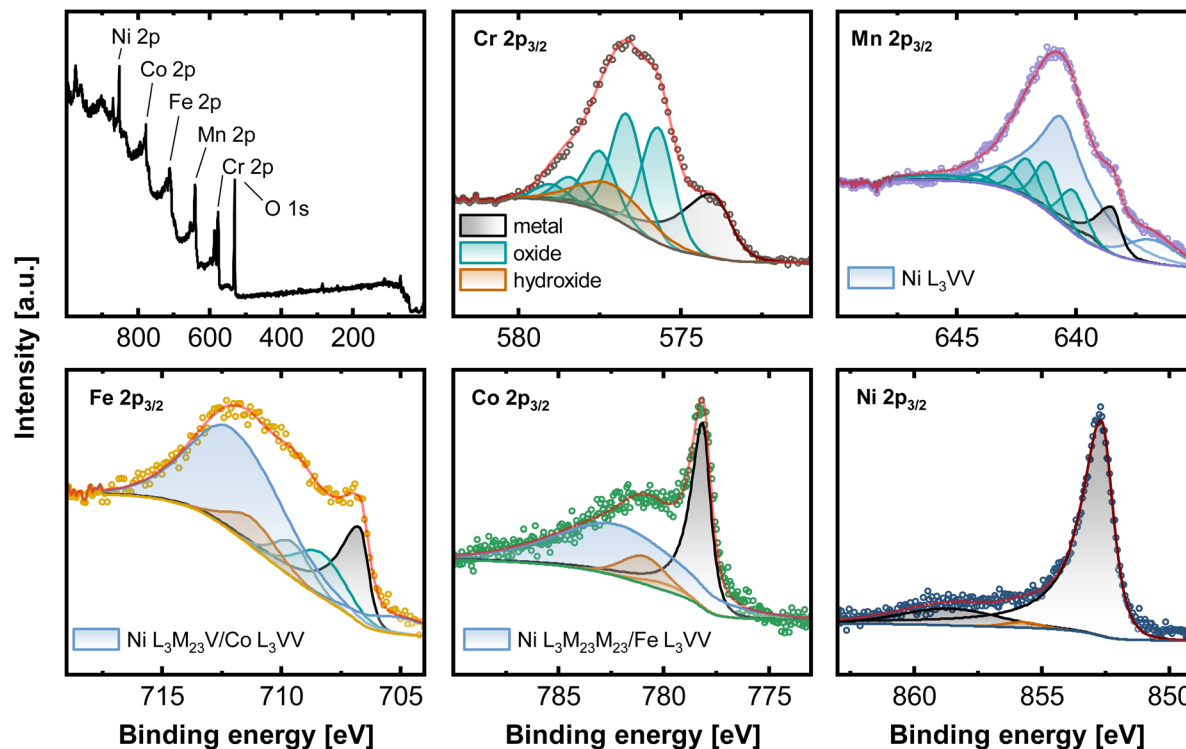 Intensity [a.u.]
Ni 2p
Co 2p
Fe 2p
Mn 2p
Cr 2p
O 1s
800 600 400 200
Cr 2p3/2
metal
oxide
hydroxide
580 575
Mn 2p3/2
Ni L3VV
645 640
Fe 2p3/2
Ni L3M23V/Co L3VV
715 710 705
Binding energy [eV]
Co 2p3/2
Ni L3M23M23/Fe L3VV
785 780 775
Binding energy [eV]
Ni 2p3/2
860 855 850
Binding energy [eV]